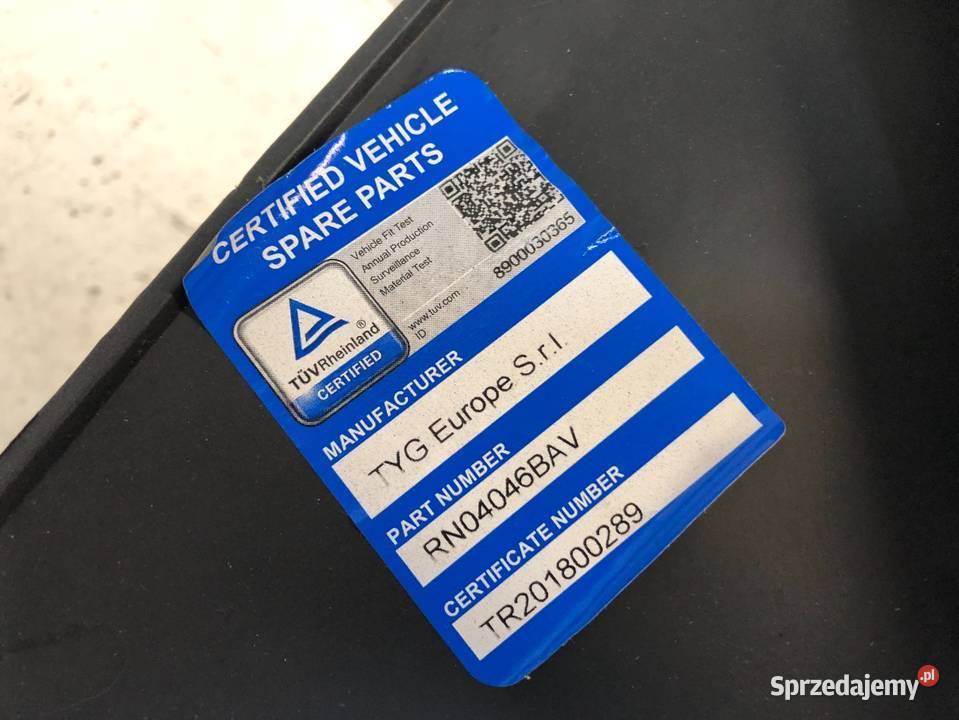 CERTIFIED VEHICLE
SPARE PARTS
Vehicle Fit Test
Annual Production
Surveillance
Material Test
www.tuv.com
ID
8900030365
TÜVRheinland®
CERTIFIED
MANUFACTURER
TYG Europe S.r.l.
PART NUMBER
RN04046BAV
CERTIFICATE NUMBER
TR201800289
Sprzedajemy.pl